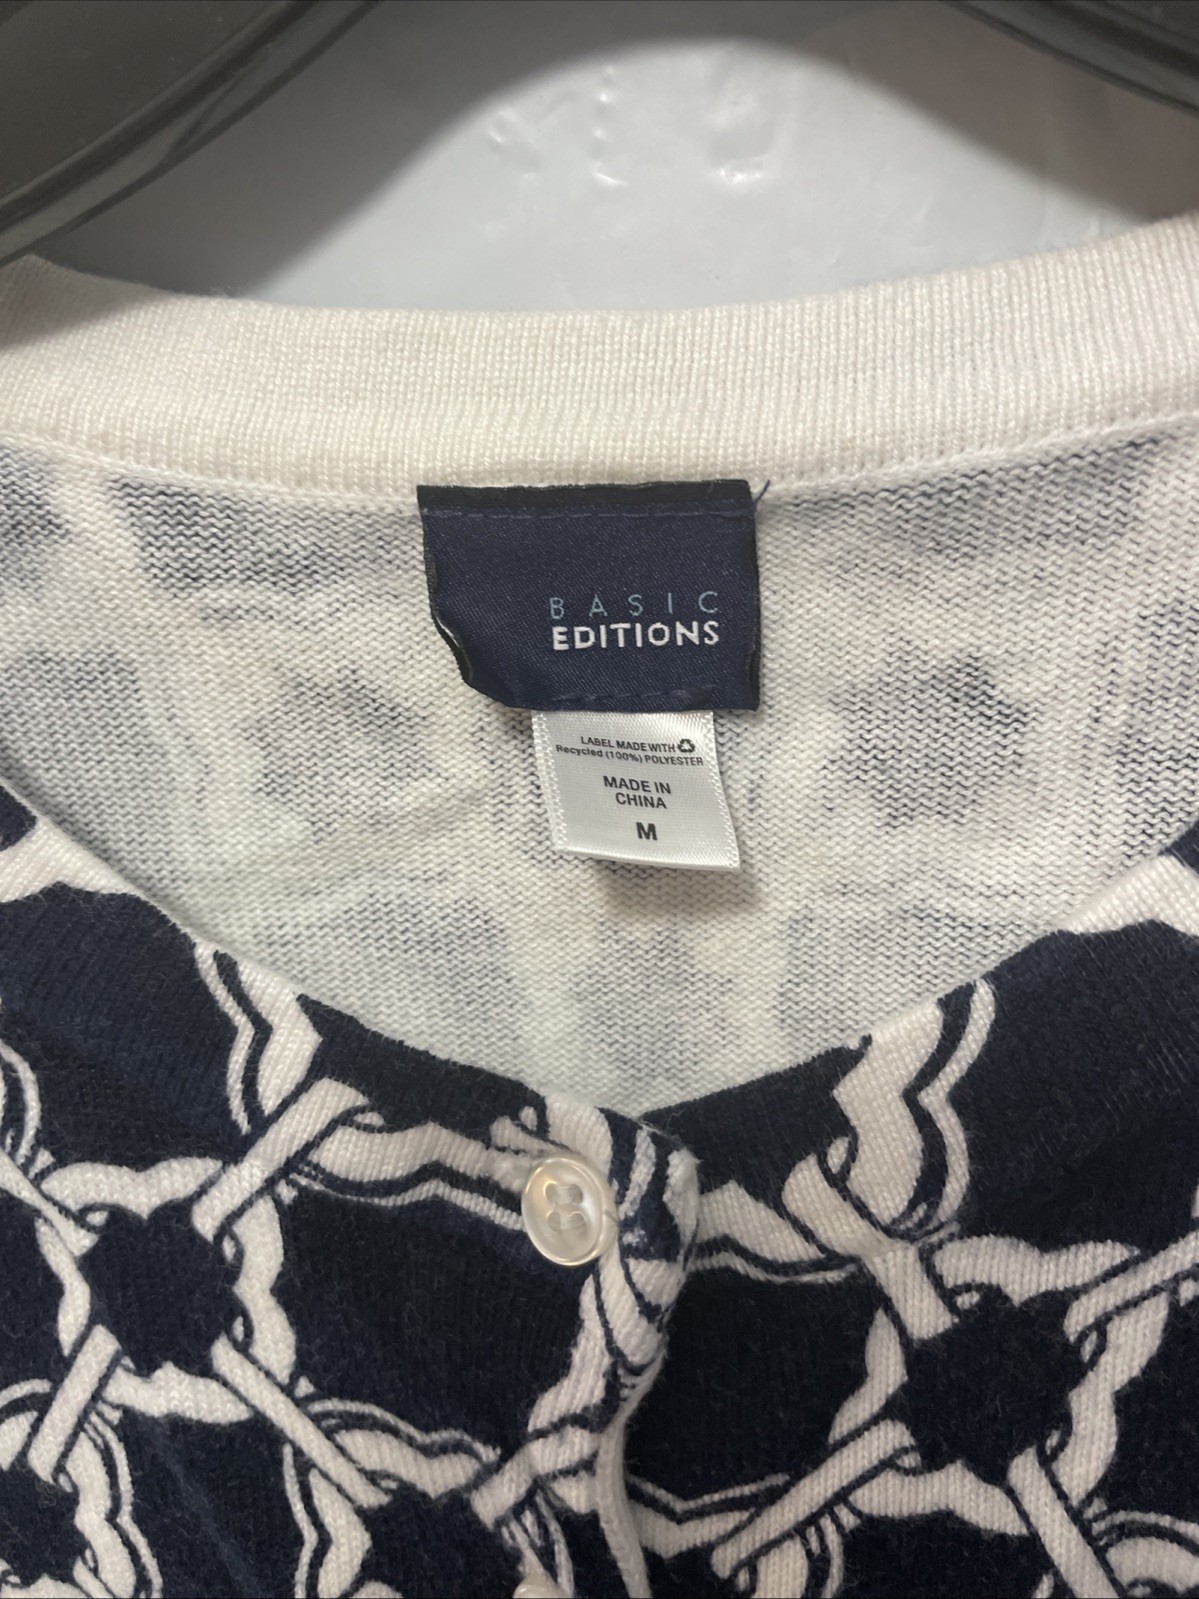 BASIC
EDITIONS
LABEL MADE WITH
Recycled (100%) POLYESTER
MADE IN
CHINA
M